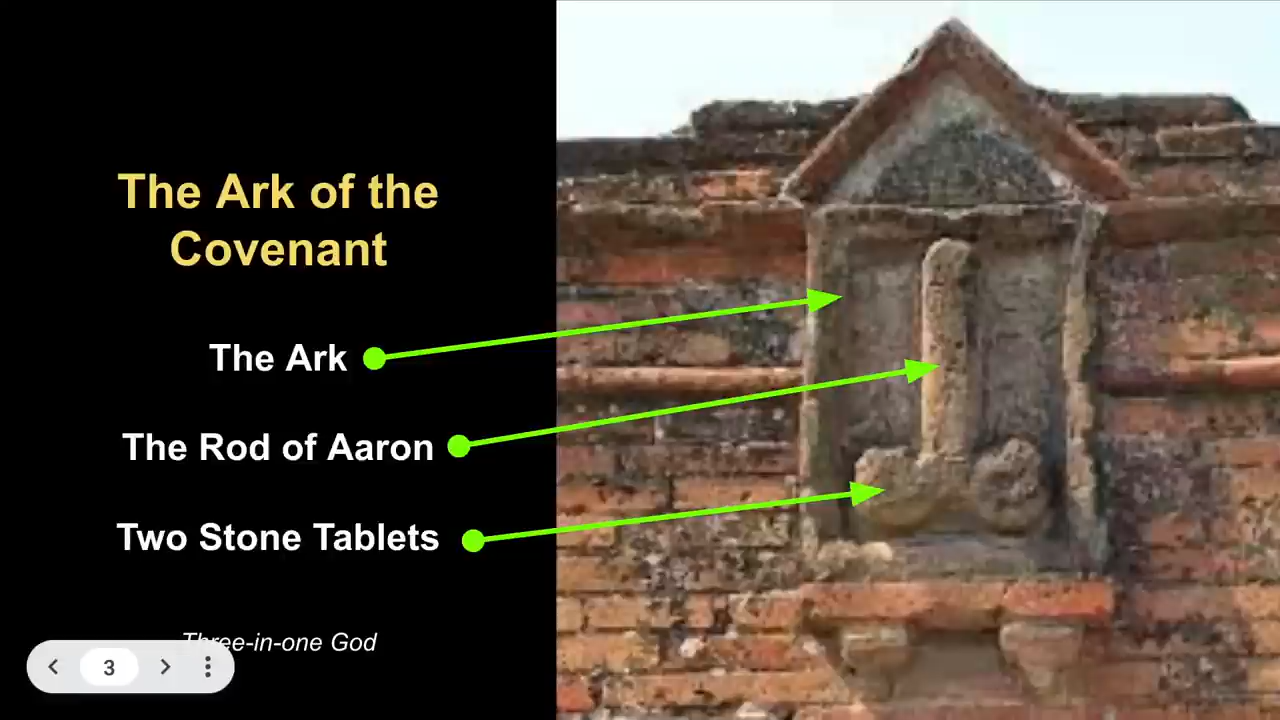 The Ark of the
Covenant
The Ark
The Rod of Aaron
Two Stone Tablets
Three-in-one God
3